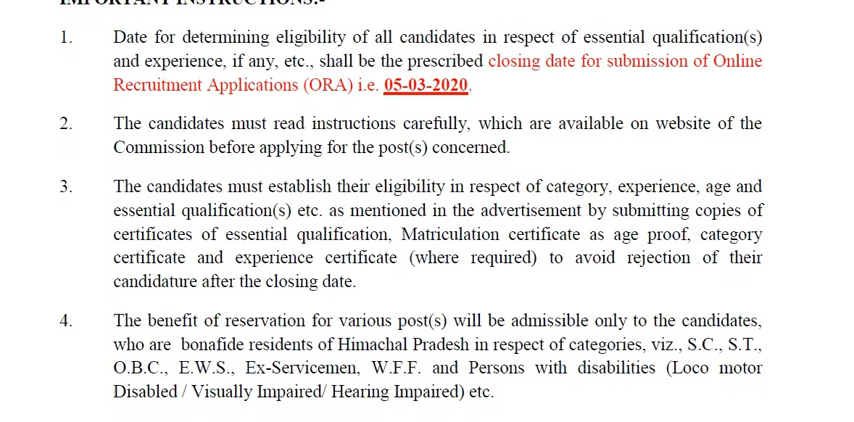 IMPORTANT INSTRUCTIONS:-
1. Date for determining eligibility of all candidates in respect of essential qualification(s)
and experience, if any, etc., shall be the prescribed closing date for submission of Online
Recruitment Applications (ORA) i.e. 05-03-2020.
2. The candidates must read instructions carefully, which are available on website of the
Commission before applying for the post(s) concerned.
3. The candidates must establish their eligibility in respect of category, experience, age and
essential qualification(s) etc. as mentioned in the advertisement by submitting copies of
certificates of essential qualification, Matriculation certificate as age proof, category
certificate and experience certificate (where required) to avoid rejection of their
candidature after the closing date.
4. The benefit of reservation for various post(s) will be admissible only to the candidates,
who are bonafide residents of Himachal Pradesh in respect of categories, viz., S.C., S.T.,
O.B.C., E.W.S., Ex-Servicemen, W.F.F. and Persons with disabilities (Loco motor
Disabled / Visually Impaired/ Hearing Impaired) etc.